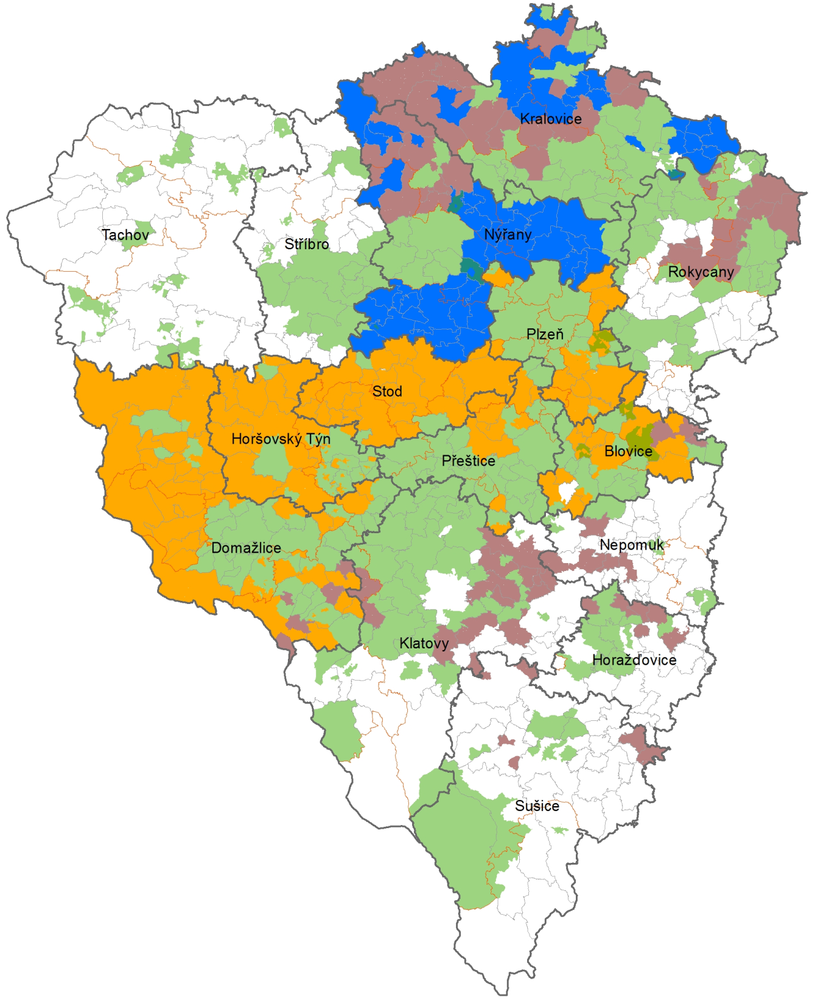 Kralovice
Tachov
Stříbro
Nýřany
Rokycany
Plzeň
Stod
Horšovský Týn
Přeštice
Blovice
Domažlice
Nepomuk
Klatovy
Horažďovice
Sušice